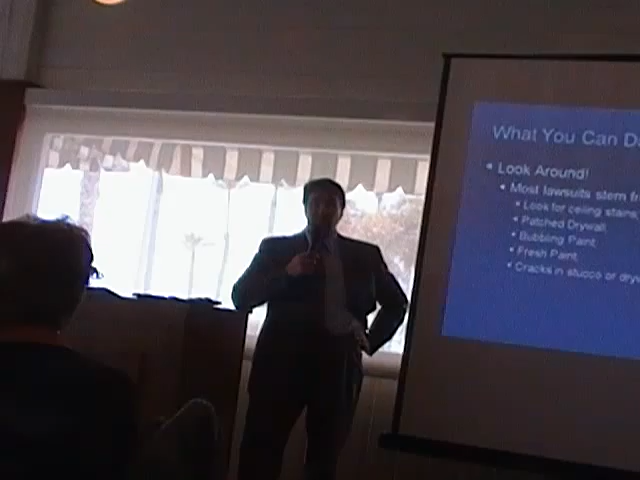 What You Can D
Look Around!
Most lawsuits stem fr
Look for ceiling stains
Patched Drywall
Bubbling Paint
Fresh Paint
Cracks in stucco or dryw